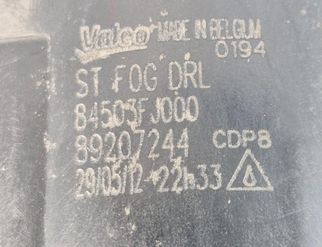 Valeo MADE IN BELGIUM
0194
ST FOG DRL
84503FJ000
89207244 CDP8
29/05/12-22h33